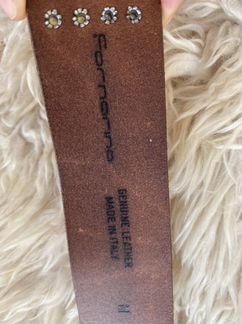 Fornarina
GENUINE LEATHER
MADE IN ITALY
M